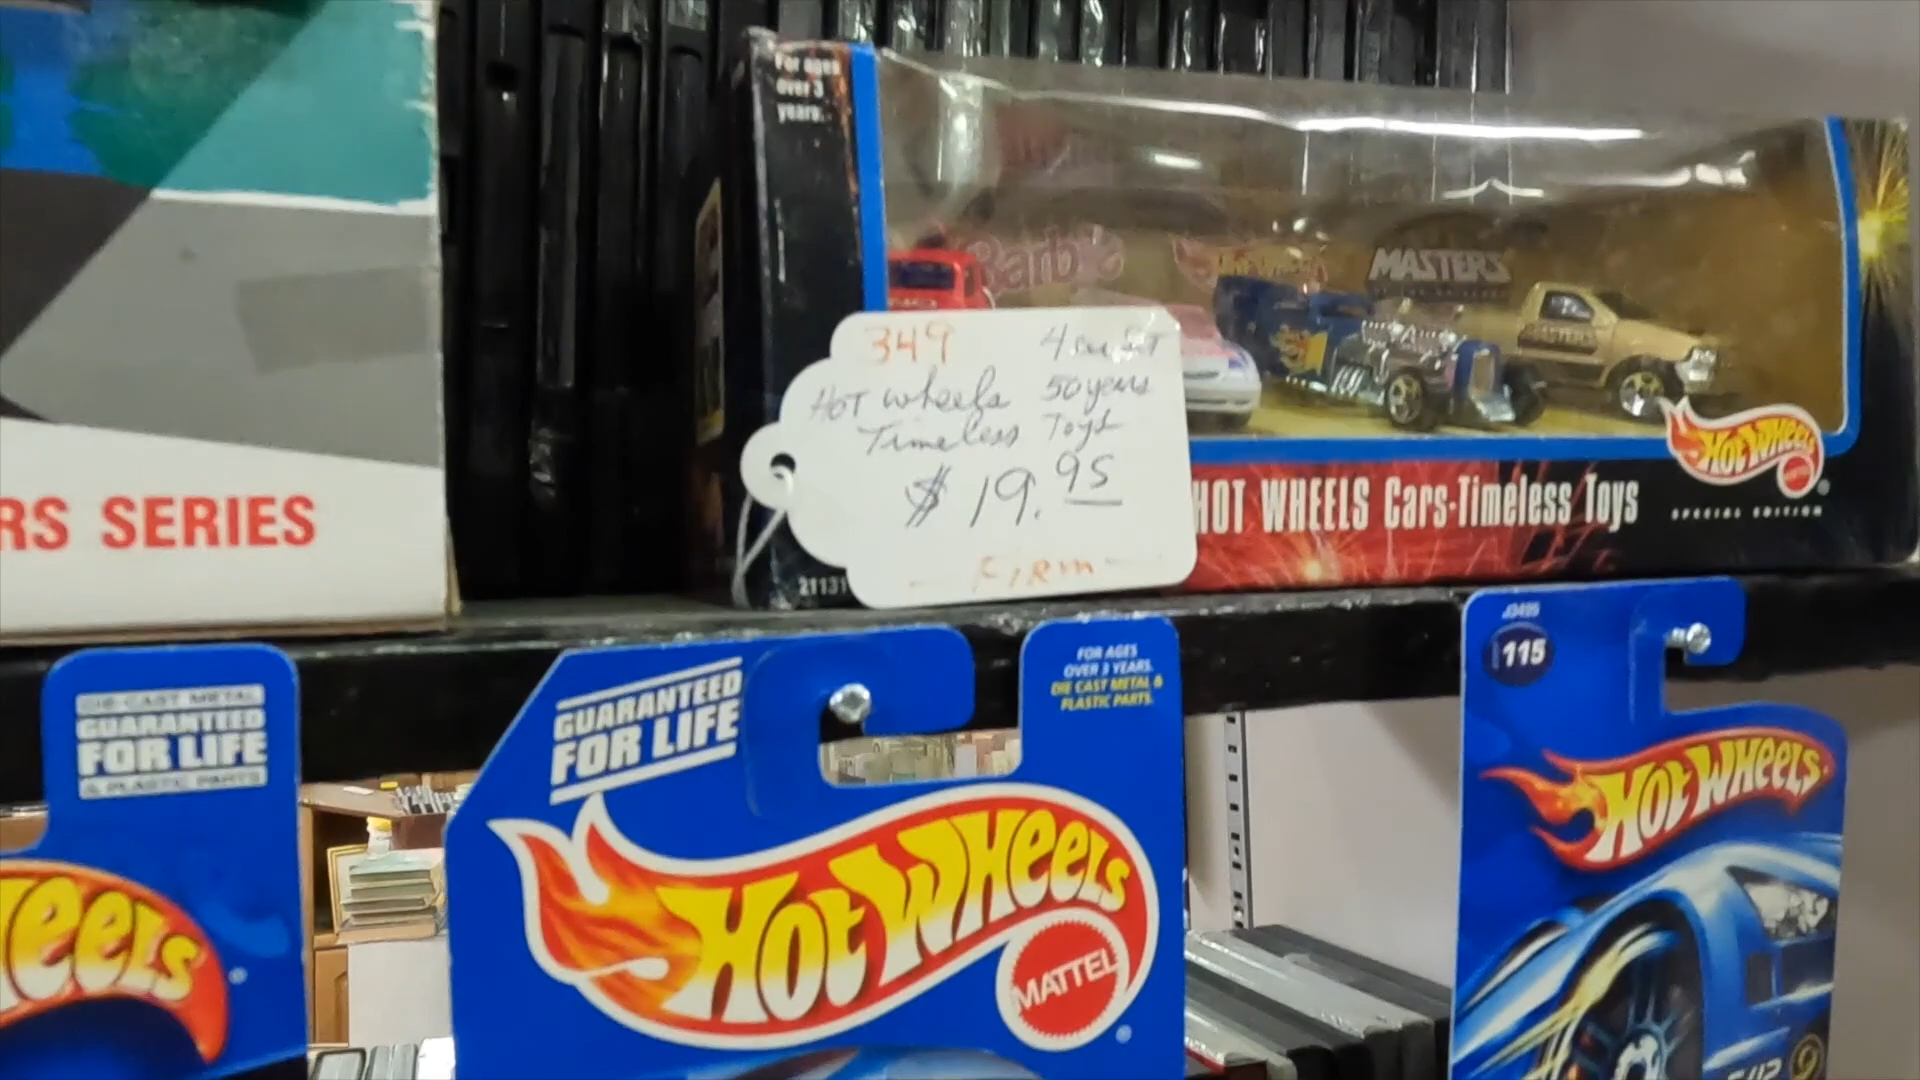 For ages
over 3
years.
Barbie
Hot Wheels
MASTERS
MASTERS
349 4 car set
Hot wheels 50 years
Timeless Toys
$19.95
- FIRM -
21131
HOT WHEELS Cars-Timeless Toys
HOT WHEELS
SPECIAL EDITION
RS SERIES
DIE CAST METAL
GUARANTEED
FOR LIFE
& PLASTIC PARTS
eels
GUARANTEED
FOR LIFE
FOR AGES
OVER 3 YEARS.
DIE CAST METAL &
PLASTIC PARTS.
HOT WHEELS
MATTEL
J3495
115
HOT WHEELS